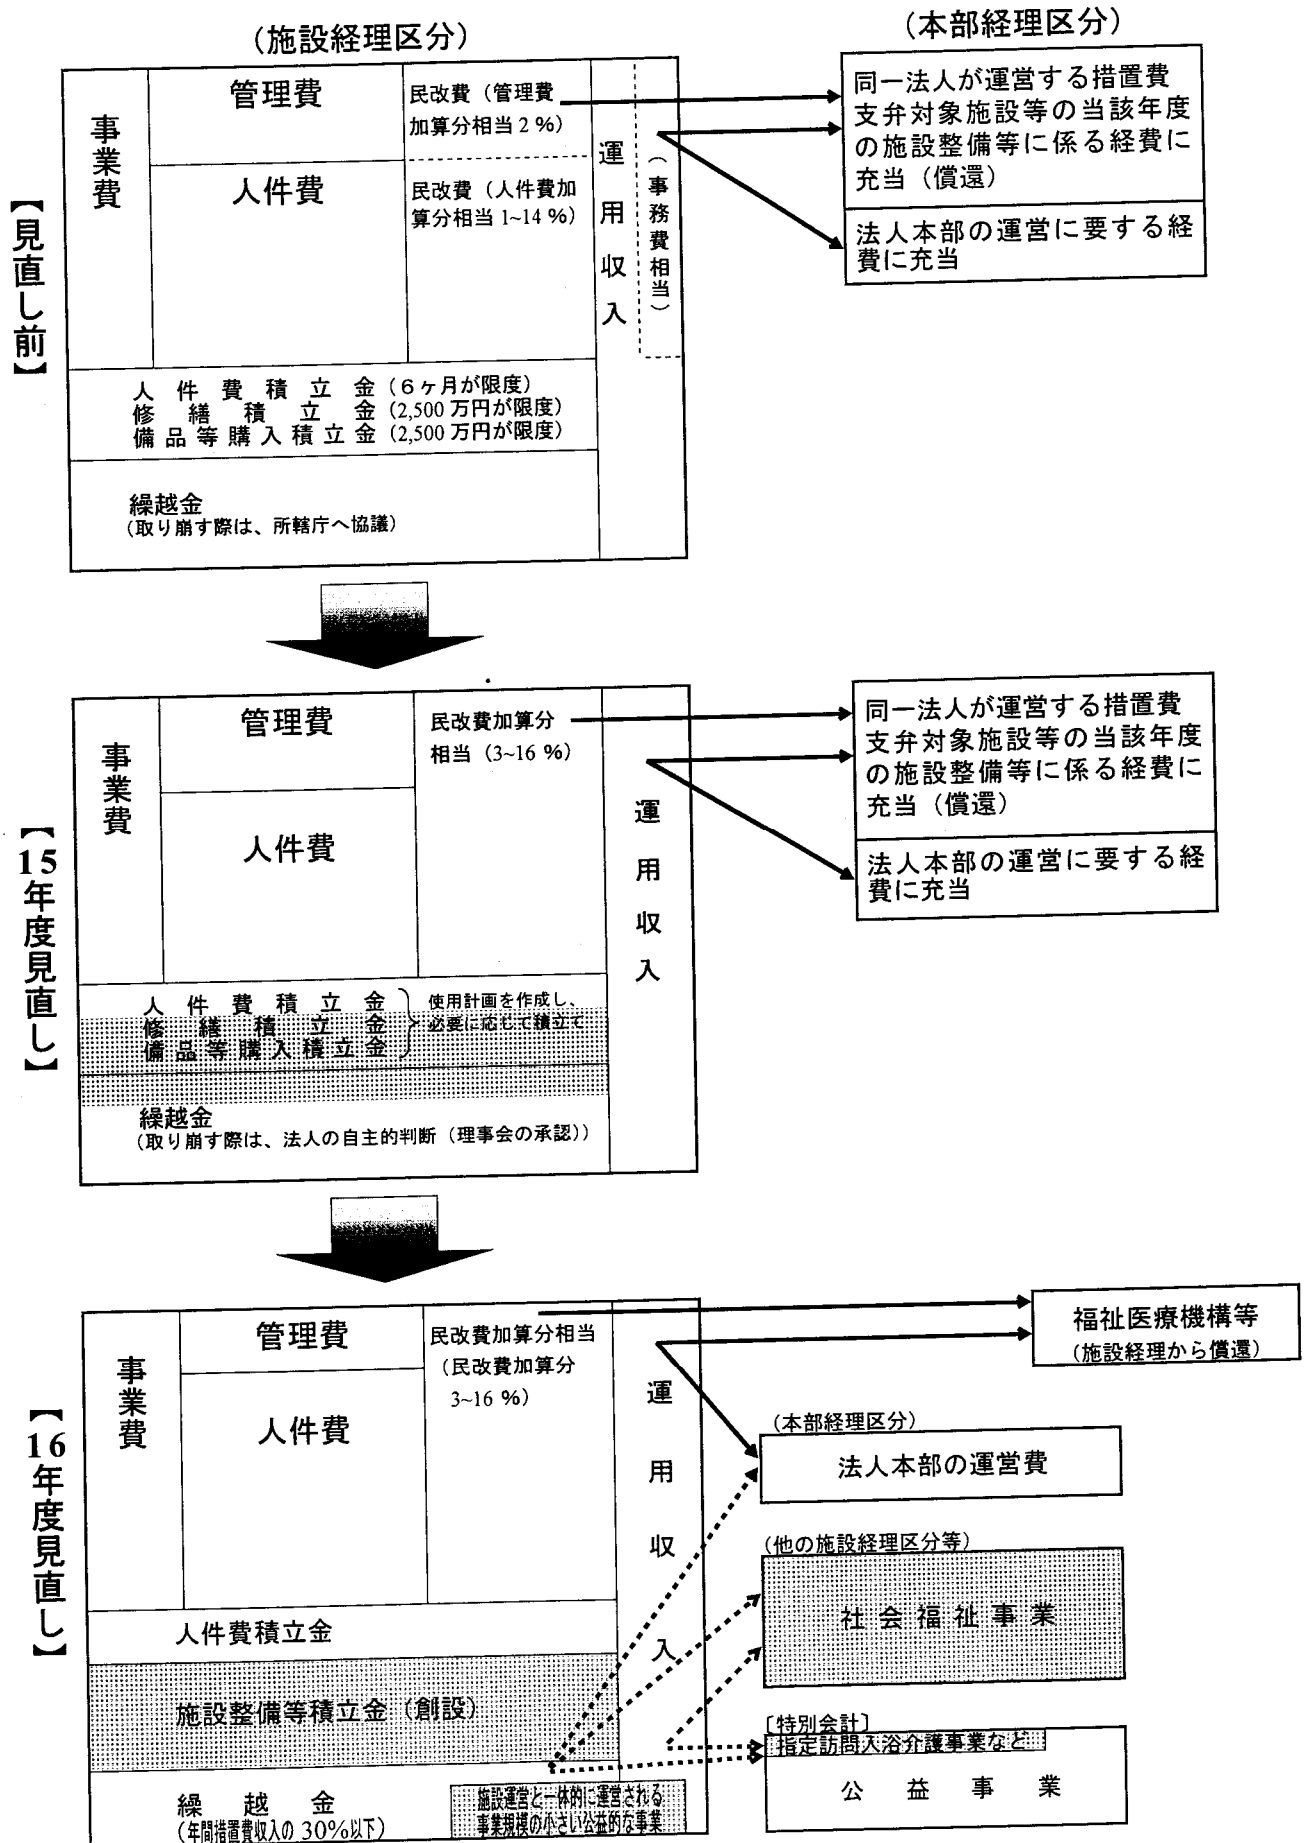 (施設経理区分)
(本部経理区分)
【見直し前】
事業費
管理費
民改費（管理費
加算分相当 2 %）
人件費
民改費（人件費加
算分相当 1~14 %）
運用収入
（事務費相当）
人件費積立金（６ヶ月が限度）
修繕積立金（2,500 万円が限度）
備品等購入積立金（2,500 万円が限度）
繰越金
（取り崩す際は、所轄庁へ協議）
同一法人が運営する措置費
支弁対象施設等の当該年度
の施設整備等に係る経費に
充当（償還）
法人本部の運営に要する経
費に充当
【15年度見直し】
事業費
管理費
民改費加算分
相当（3~16 %）
人件費
運用収入
人件費積立金
修繕積立金
備品等購入積立金
使用計画を作成し、
必要に応じて積立て
繰越金
（取り崩す際は、法人の自主的判断（理事会の承認））
同一法人が運営する措置費
支弁対象施設等の当該年度
の施設整備等に係る経費に
充当（償還）
法人本部の運営に要する経
費に充当
【16年度見直し】
事業費
管理費
民改費加算分相当
（民改費加算分
3~16 %）
人件費
運用収入
人件費積立金
施設整備等積立金（創設）
繰越金
（年間措置費収入の 30%以下）
施設運営と一体的に運営される
事業規模の小さい公益的な事業
福祉医療機構等
（施設経理から償還）
（本部経理区分）
法人本部の運営費
（他の施設経理区分等）
社会福祉事業
［特別会計］
指定訪問入浴介護事業など
公益事業